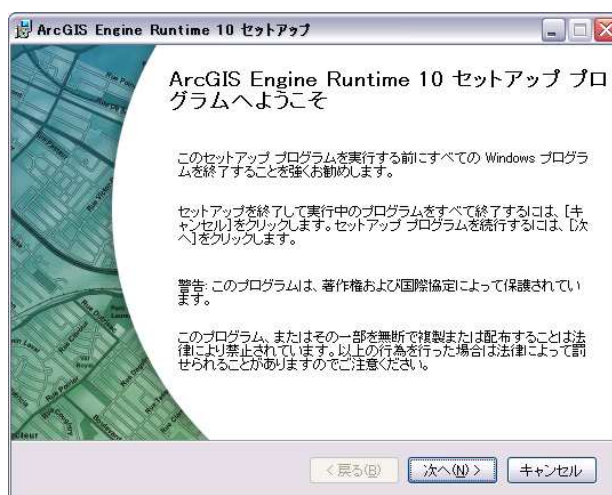 ArcGIS Engine Runtime 10 セットアップ
ArcGIS Engine Runtime 10 セットアップ プロ
グラムへようこそ
このセットアップ プログラムを実行する前にすべての Windows プログラ
ムを終了することを強くお勧めします。
セットアップを終了して実行中のプログラムをすべて終了するには、[キ
ャンセル]をクリックします。セットアップ プログラムを続行するには、[次
へ]をクリックします。
警告: このプログラムは、著作権および国際協定によって保護されてい
ます。
このプログラム、またはその一部を無断で複製または配布することは法
律により禁止されています。以上の行為を行った場合は法律によって罰
せられることがありますのでご注意ください。
< 戻る(B)
次へ(N) >
キャンセル